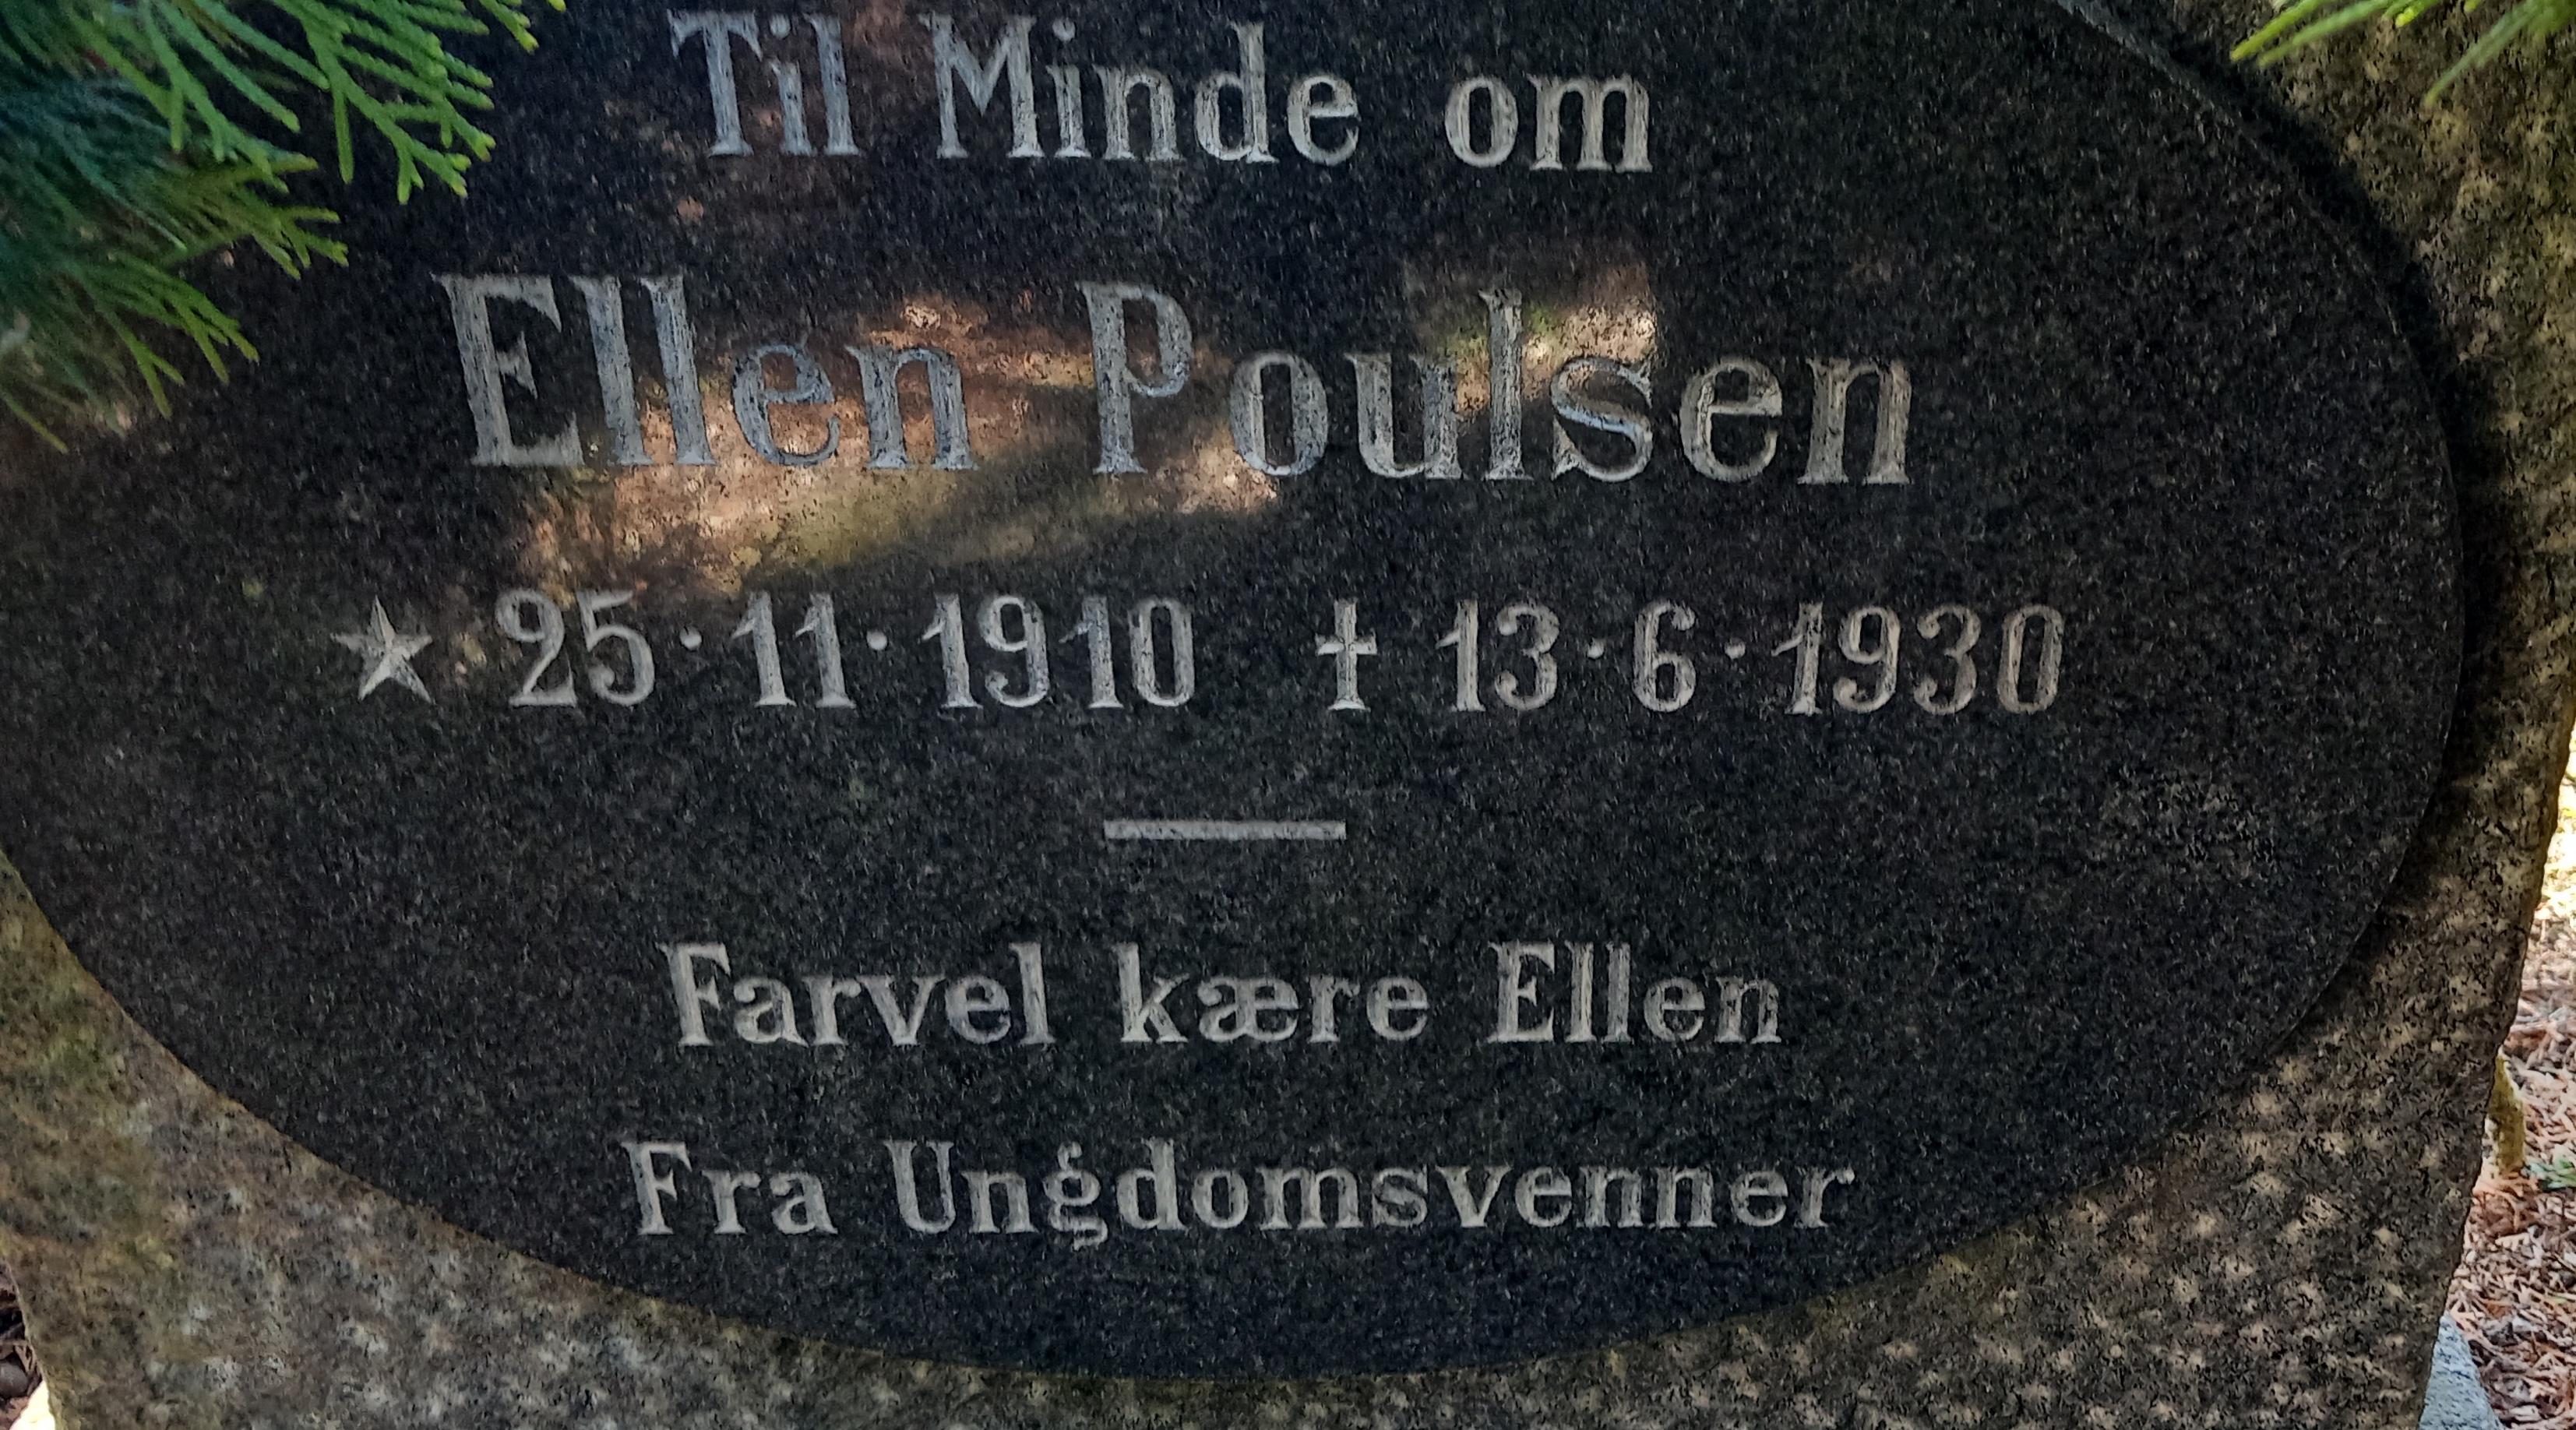 Til Minde om
Ellen Poulsen
★ 25·11·1910 ✝ 13·6·1930
Farvel kære Ellen
Fra Ungdomsvenner